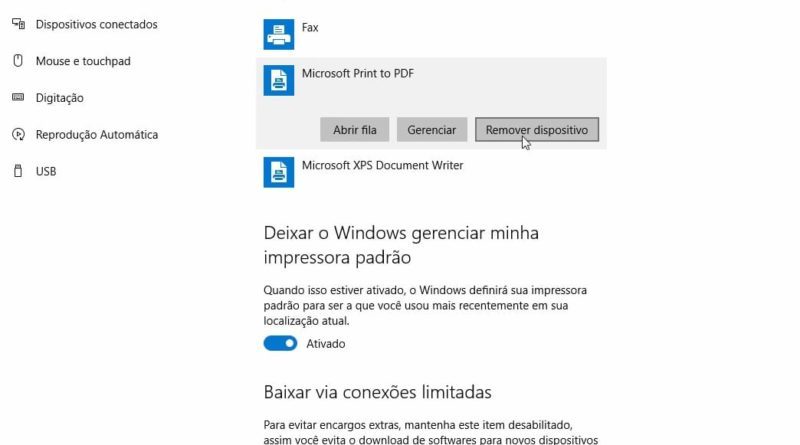 Dispositivos conectados
Mouse e touchpad
Digitação
Reprodução Automática
USB
Fax
Microsoft Print to PDF
Abrir fila
Gerenciar
Remover dispositivo
Microsoft XPS Document Writer
Deixar o Windows gerenciar minha
impressora padrão
Quando isso estiver ativado, o Windows definirá sua impressora
padrão para ser a que você usou mais recentemente em sua
localização atual.
Ativado
Baixar via conexões limitadas
Para evitar encargos extras, mantenha este item desabilitado,
assim você evita o download de softwares para novos dispositivos